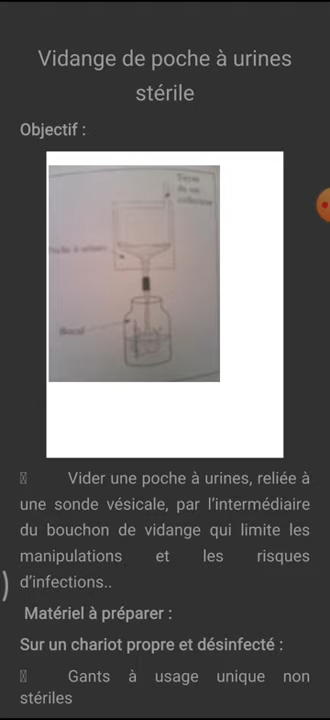 Vidange de poche à urines
stérile
Objectif :
Tuyau
collecteur
Poche à urines
Bocal
Vider une poche à urines, reliée à
une sonde vésicale, par l'intermédiaire
du bouchon de vidange qui limite les
manipulations et les risques
d'infections..
)
Matériel à préparer :
Sur un chariot propre et désinfecté :
Gants à usage unique non
stériles